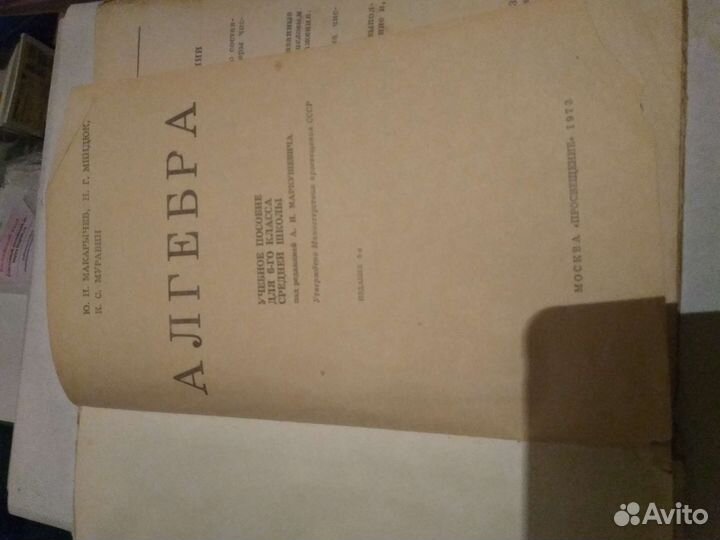 Ю. Н. МАКАРЫЧЕВ, Н. Г. МИНДЮК,
К. С. МУРАВИН
АЛГЕБРА
УЧЕБНОЕ ПОСОБИЕ
ДЛЯ 6-ГО КЛАССА
СРЕДНЕЙ ШКОЛЫ
под редакцией А. И. МАРКУШЕВИЧА
Утверждено Министерством просвещения СССР
ИЗДАНИЕ
МОСКВА «ПРОСВЕЩЕНИЕ» 1973
Avito